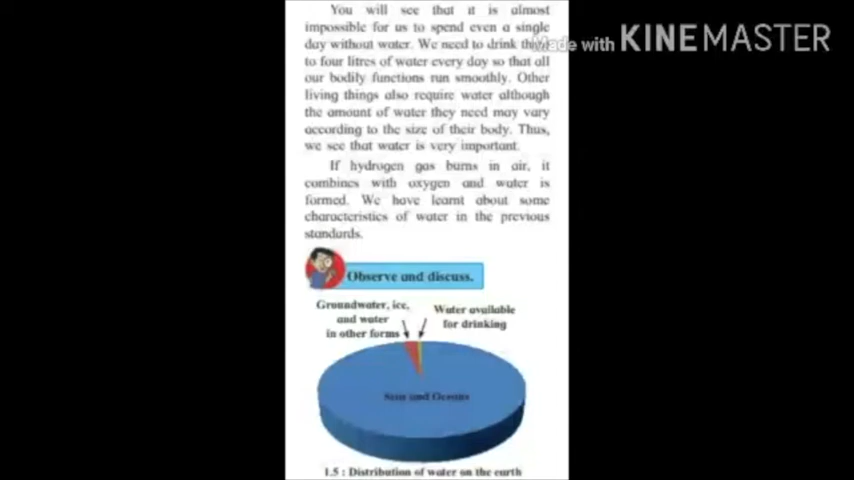 You will see that it is almost
impossible for us to spend even a single
day without water. We need to drink
to four litres of water every day so that all
our bodily functions run smoothly. Other
living things also require water although
the amount of water they need may vary
according to the size of their body. Thus,
we see that water is very important.
If hydrogen gas burns in air, it
combines with oxygen and water is
formed. We have learnt about some
characteristics of water in the previous
standards.
Observe and discuss.
Groundwater, ice,
and water
in other forms
Water available
for drinking
Seas and Oceans
1.5 : Distribution of water on the earth
Made with KINEMASTER